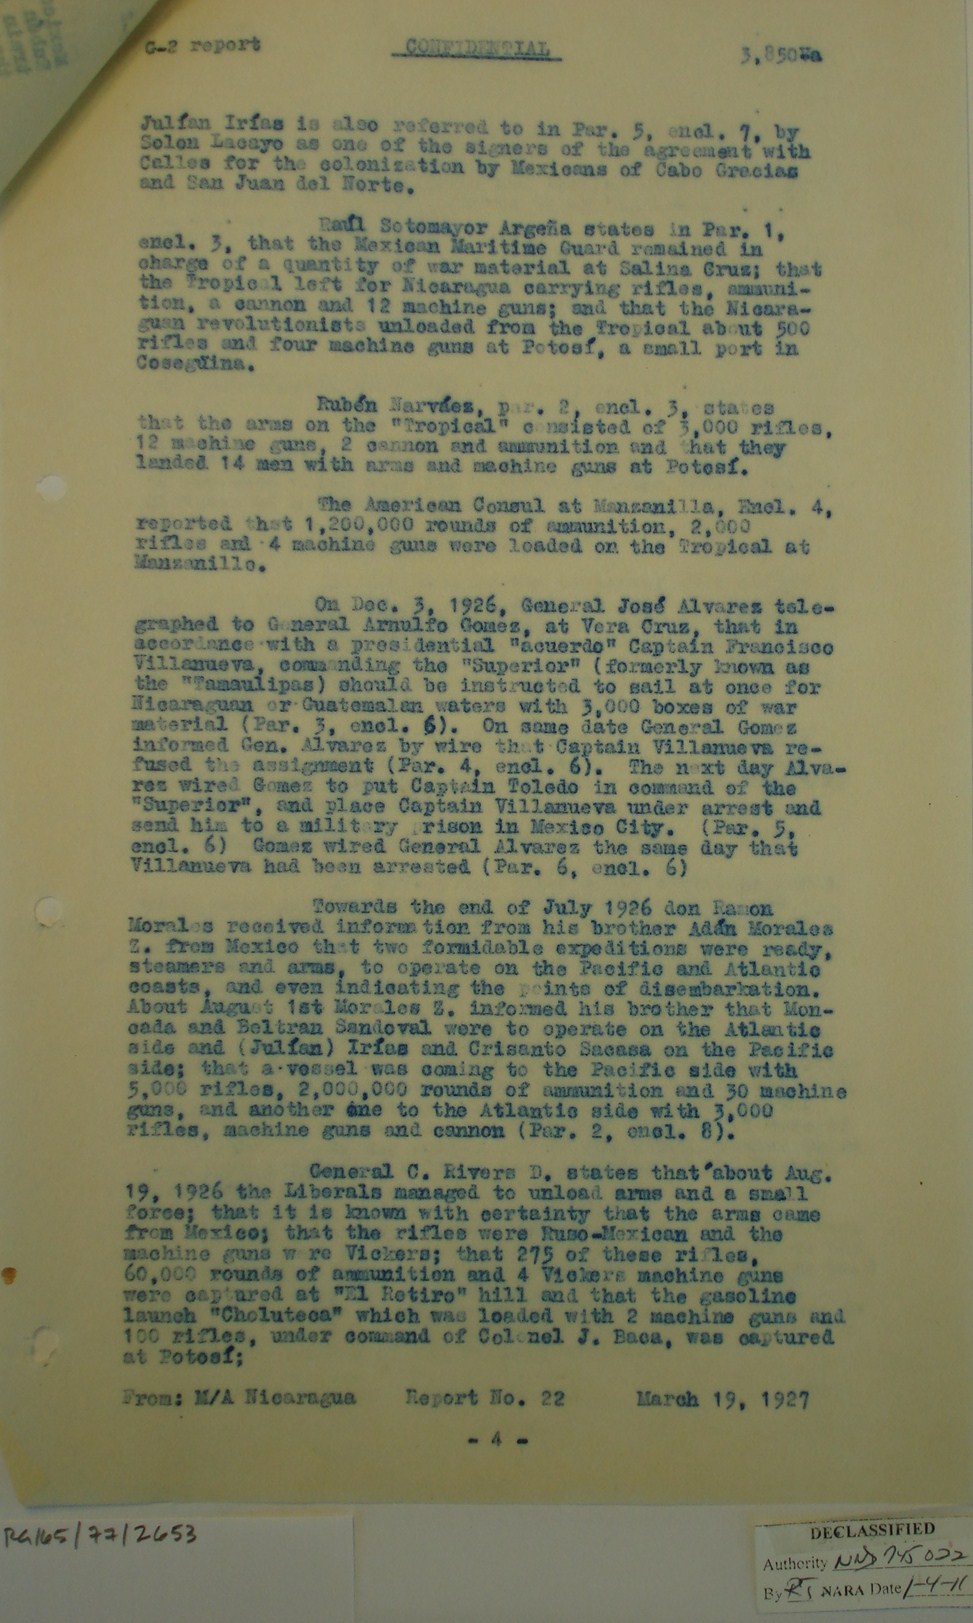 G-2 report CONFIDENTIAL 3,850-a
Julían Irías is also referred to in Par. 5, encl. 7, by
Solon Lacayo as one of the signers of the agreement with
Calles for the colonization by Mexicans of Cabo Gracias
and San Juan del Norte.
Raúl Sotomayor Argeña states in Par. 1,
encl. 3, that the Mexican Maritime Guard remained in
charge of a quantity of war material at Salina Cruz; that
the Tropical left for Nicaragua carrying rifles, ammuni-
tion, a cannon and 12 machine guns; and that the Nicara-
guan revolutionists unloaded from the Tropical about 500
rifles and four machine guns at Potosí, a small port in
Cosegüina.
Rubén Narváez, par. 2, encl. 3, states
that the arms on the "Tropical" consisted of 3,000 rifles,
12 machine guns, 2 cannon and ammunition and that they
landed 14 men with arms and machine guns at Potosí.
The American Consul at Manzanilla, Encl. 4,
reported that 1,200,000 rounds of ammunition, 2,000
rifles and 4 machine guns were loaded on the Tropical at
Manzanillo.
On Dec. 3, 1926, General José Alvarez tele-
graphed to General Arnulfo Gomez, at Vera Cruz, that in
accordance with a presidential "acuerdo" Captain Francisco
Villanueva, commanding the "Superior" (formerly known as
the "Tamaulipas) should be instructed to sail at once for
Nicaraguan or Guatemalan waters with 3,000 boxes of war
material (Par. 3, encl. 6). On same date General Gomez
informed Gen. Alvarez by wire that Captain Villanueva re-
fused the assignment (Par. 4, encl. 6). The next day Alva-
rez wired Gomez to put Captain Toledo in command of the
"Superior", and place Captain Villanueva under arrest and
send him to a military prison in Mexico City. (Par. 5,
encl. 6) Gomez wired General Alvarez the same day that
Villanueva had been arrested (Par. 6, encl. 6)
Towards the end of July 1926 don Ramon
Morales received information from his brother Adán Morales
Z. from Mexico that two formidable expeditions were ready,
steamers and arms, to operate on the Pacific and Atlantic
coasts, and even indicating the points of disembarkation.
About August 1st Morales Z. informed his brother that Mon-
cada and Beltran Sandoval were to operate on the Atlantic
side and (Julían) Irías and Crisanto Sacasa on the Pacific
side; that a vessel was coming to the Pacific side with
5,000 rifles, 2,000,000 rounds of ammunition and 30 machine
guns, and another one to the Atlantic side with 3,000
rifles, machine guns and cannon (Par. 2, encl. 8).
General C. Rivers D. states that about Aug.
19, 1926 the Liberals managed to unload arms and a small
force; that it is known with certainty that the arms came
from Mexico; that the rifles were Ruso-Mexican and the
machine guns were Vickers; that 275 of these rifles,
60,000 rounds of ammunition and 4 Vickers machine guns
were captured at "El Retiro" hill and that the gasoline
launch "Choluteca" which was loaded with 2 machine guns and
100 rifles, under command of Colonel J. Baca, was captured
at Potosí;
From: M/A Nicaragua Report No. 22 March 19, 1927
- 4 -
RG165/77/2653
DECLASSIFIED
Authority NND 745022
By RT NARA Date 1-4-11